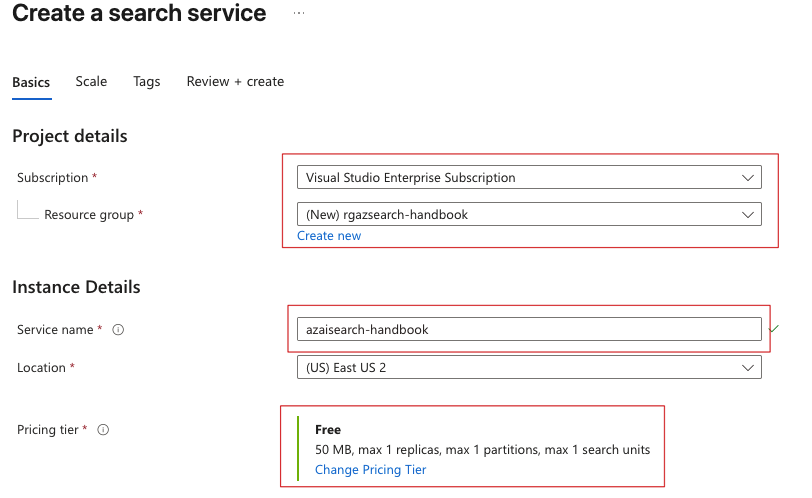 Create a search service ...
Basics Scale Tags Review + create
Project details
Subscription * Visual Studio Enterprise Subscription
Resource group * (New) rgazsearch-handbook
Create new
Instance Details
Service name * azaisearch-handbook
Location * (US) East US 2
Pricing tier * Free
50 MB, max 1 replicas, max 1 partitions, max 1 search units
Change Pricing Tier